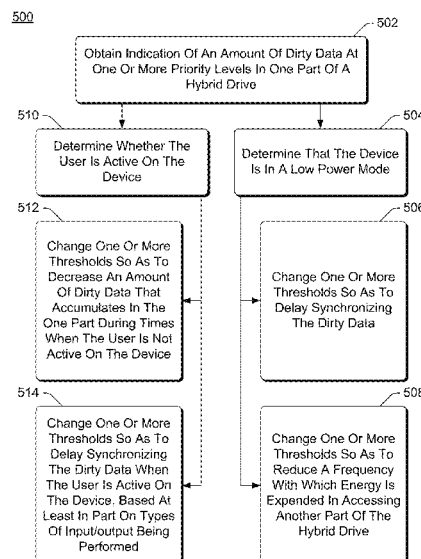 500
502
Obtain Indication Of An Amount Of Dirty Data At
One Or More Priority Levels In One Part Of A
Hybrid Drive
510
Determine Whether The
User Is Active On The
Device
504
Determine That The Device
Is In A Low Power Mode
512
Change One Or More
Thresholds So As To
Decrease An Amount
Of Dirty Data That
Accumulates In The
One Part During Times
When The User Is Not
Active On The Device
506
Change One Or More
Thresholds So As To
Delay Synchronizing
The Dirty Data
514
Change One Or More
Thresholds So As To
Delay Synchronizing
The Dirty Data When
The User Is Active On
The Device, Based At
Least In Part On Types
Of Input/output Being
Performed
508
Change One Or More
Thresholds So As To
Reduce A Frequency
With Which Energy Is
Expended In Accessing
Another Part Of The
Hybrid Drive